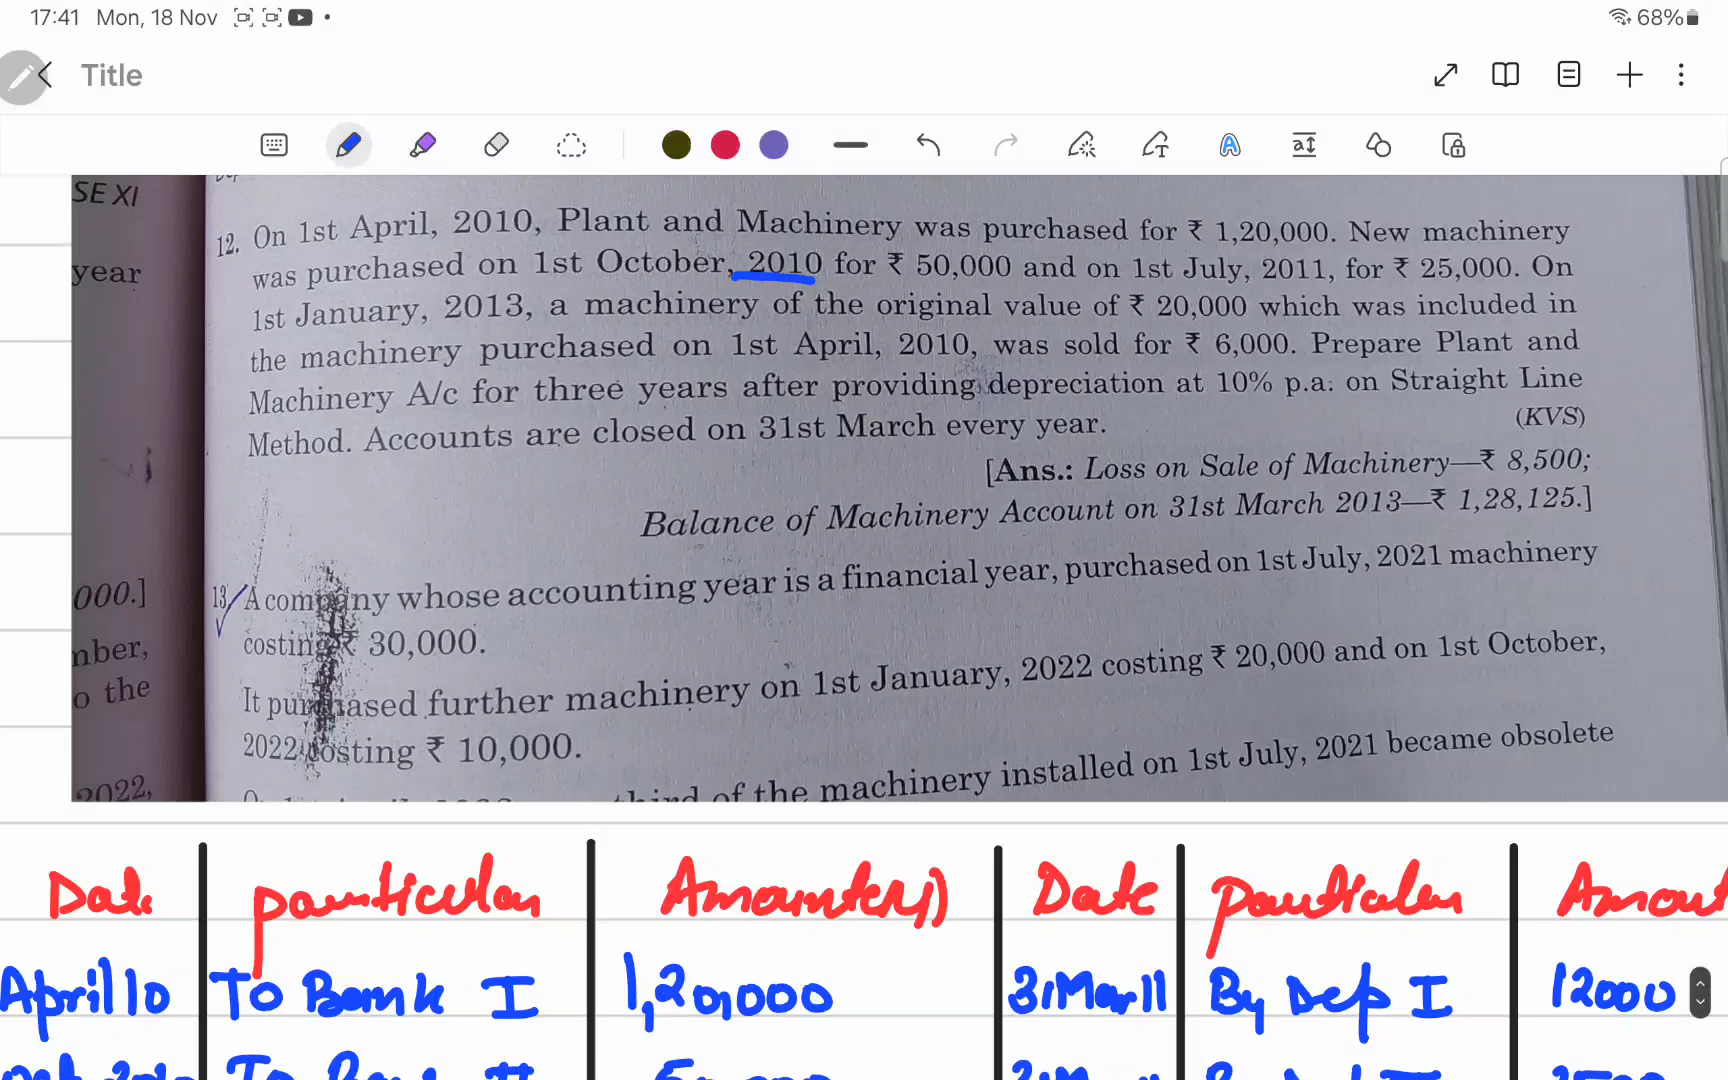 17:41 Mon, 18 Nov
68%
Title
SE XI
year
000.]
mber,
o the
2022,
12. On 1st April, 2010, Plant and Machinery was purchased for ₹ 1,20,000. New machinery
was purchased on 1st October, 2010 for ₹ 50,000 and on 1st July, 2011, for ₹ 25,000. On
1st January, 2013, a machinery of the original value of ₹ 20,000 which was included in
the machinery purchased on 1st April, 2010, was sold for ₹ 6,000. Prepare Plant and
Machinery A/c for three years after providing depreciation at 10% p.a. on Straight Line
Method. Accounts are closed on 31st March every year. (KVS)
[Ans.: Loss on Sale of Machinery—₹ 8,500;
Balance of Machinery Account on 31st March 2013—₹ 1,28,125.]
13. A company whose accounting year is a financial year, purchased on 1st July, 2021 machinery
costing ₹ 30,000.
It purchased further machinery on 1st January, 2022 costing ₹ 20,000 and on 1st October,
2022 costing ₹ 10,000.
third of the machinery installed on 1st July, 2021 became obsolete
Date particular Amount Date particular Amount
April 10 To Bank I 1,20,000 31 Mar 11 By Dep I 12000